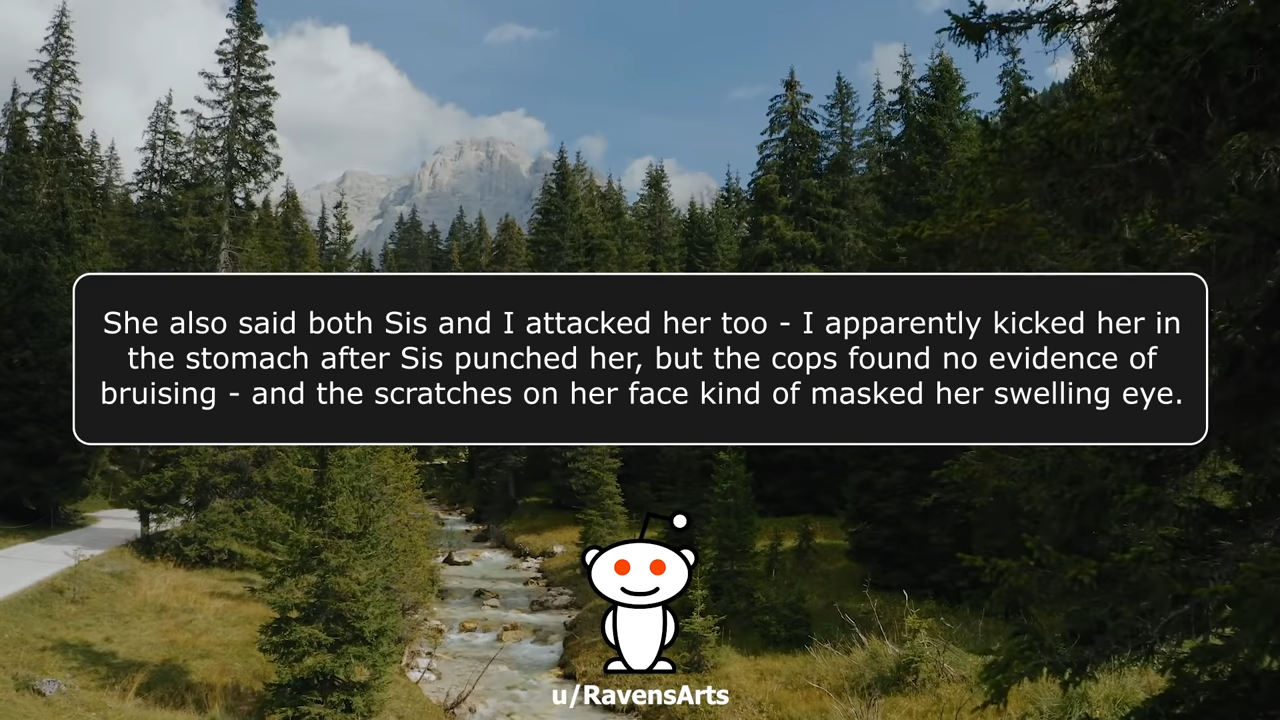 She also said both Sis and I attacked her too - I apparently kicked her in
the stomach after Sis punched her, but the cops found no evidence of
bruising - and the scratches on her face kind of masked her swelling eye.
u/RavensArts